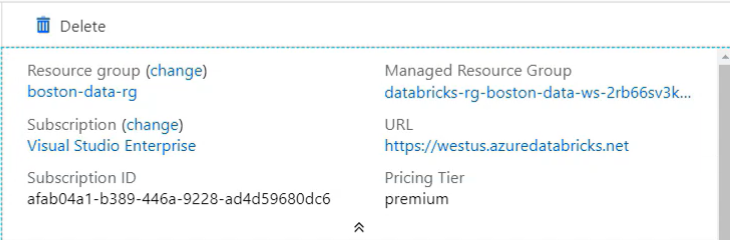 Delete
Resource group (change)
boston-data-rg
Subscription (change)
Visual Studio Enterprise
Subscription ID
afab04a1-b389-446a-9228-ad4d59680dc6
Managed Resource Group
databricks-rg-boston-data-ws-2rb66sv3k...
URL
https://westus.azuredatabricks.net
Pricing Tier
premium